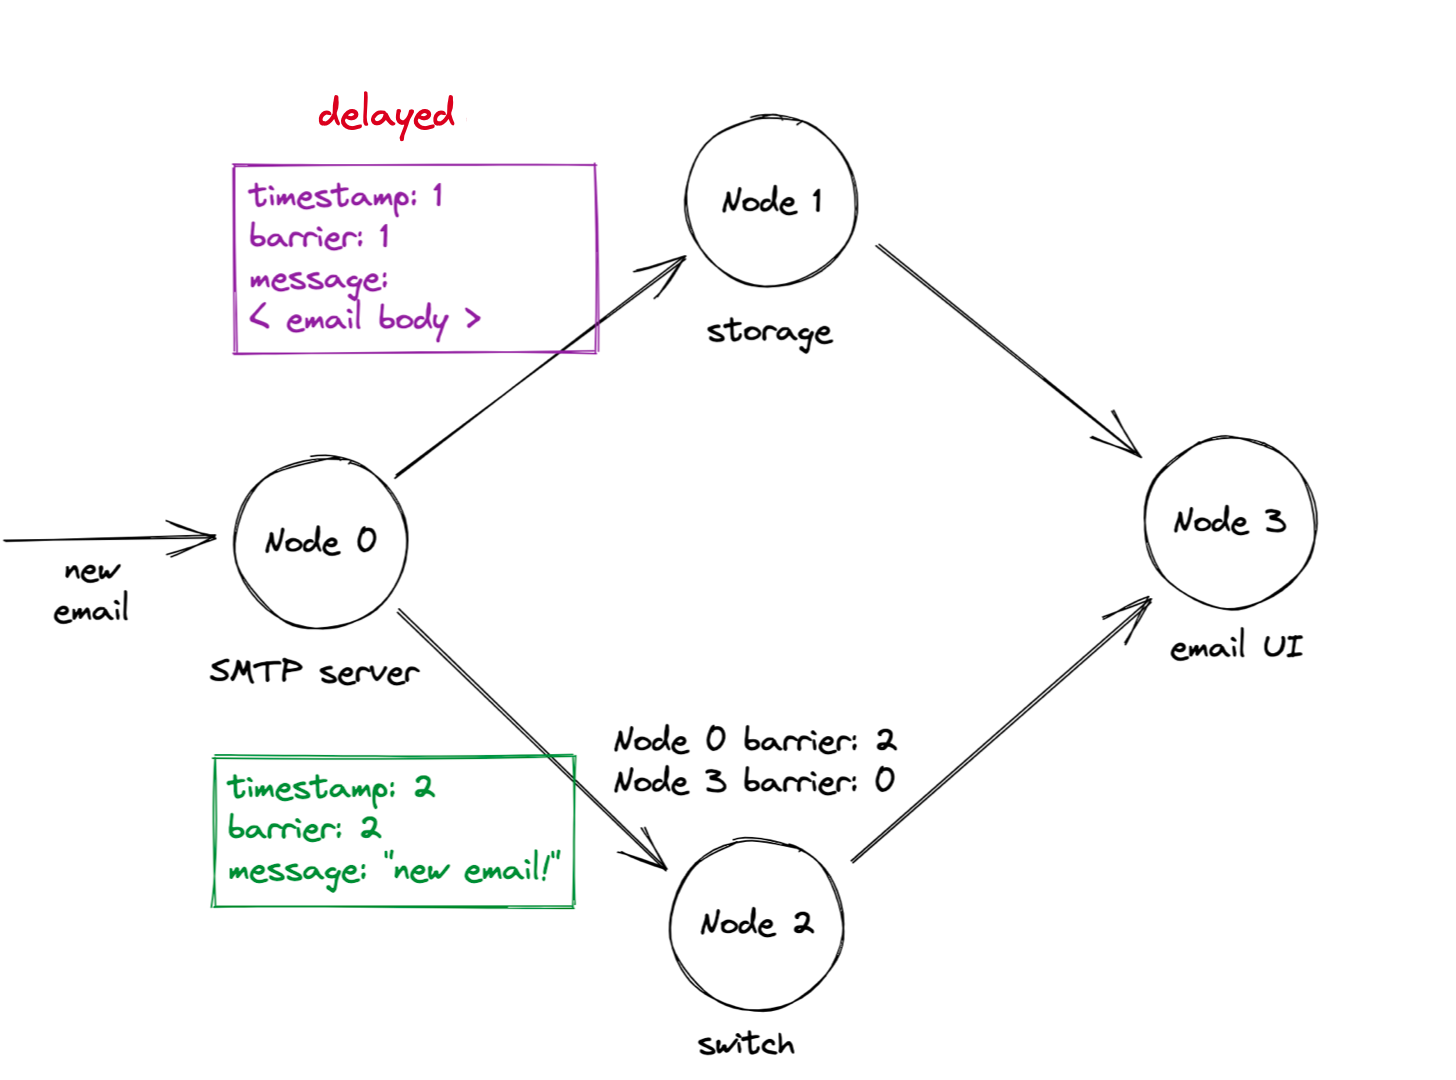 delayed
timestamp: 1
barrier: 1
message:
< email body >
Node 1
storage
Node 0
new
email
SMTP server
Node 3
email UI
Node 0 barrier: 2
Node 3 barrier: 0
timestamp: 2
barrier: 2
message: "new email!"
Node 2
switch